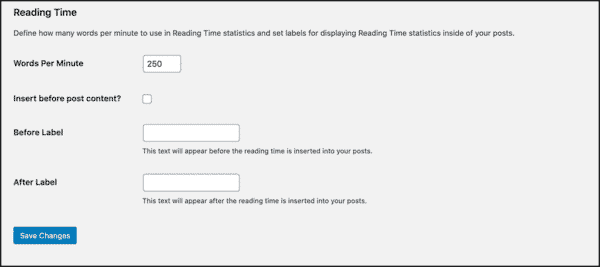 Reading Time
Define how many words per minute to use in Reading Time statistics and set labels for displaying Reading Time statistics inside of your posts.
Words Per Minute
250
Insert before post content?
Before Label
This text will appear before the reading time is inserted into your posts.
After Label
This text will appear after the reading time is inserted into your posts.
Save Changes